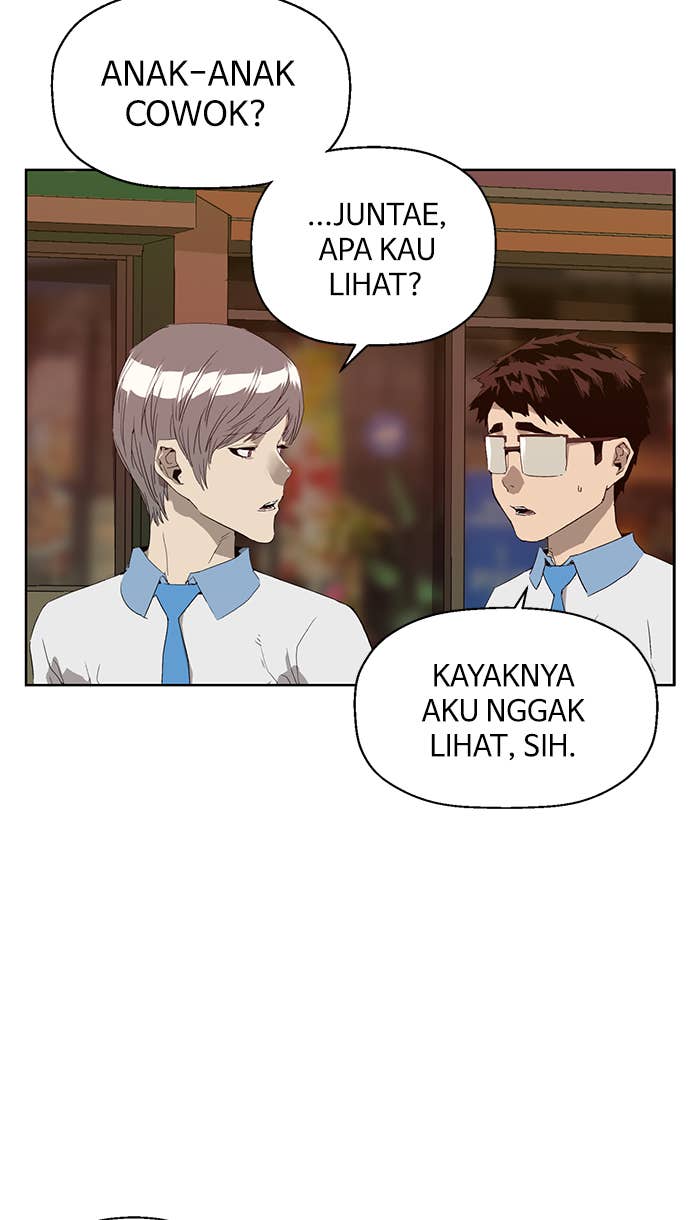 ANAK-ANAK
COWOK?
...JUNTAE,
APA KAU
LIHAT?
KAYAKNYA
AKU NGGAK
LIHAT, SIH.